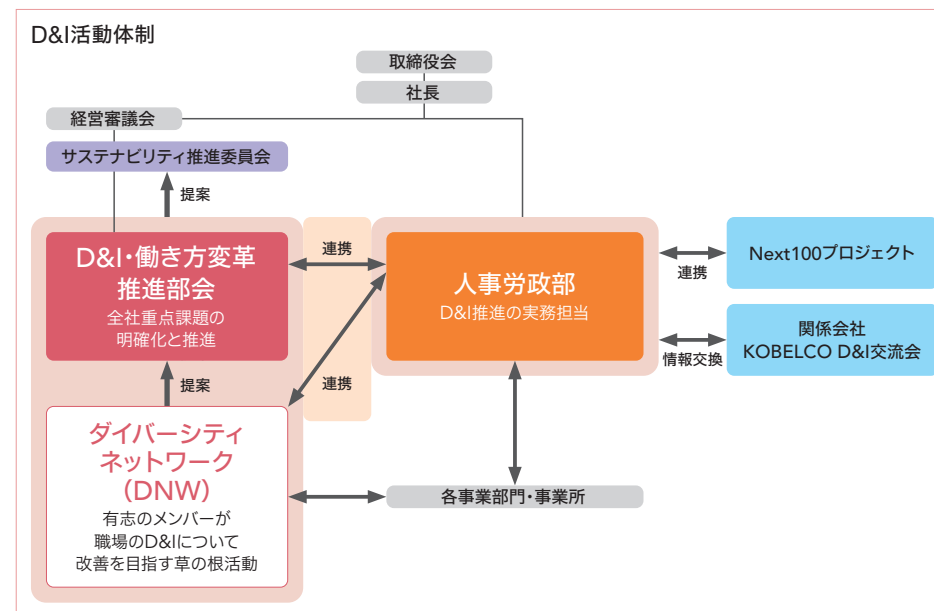 D&I活動体制
取締役会
社長
経営審議会
サステナビリティ推進委員会
提案
D&I・働き方変革
推進部会
全社重点課題の
明確化と推進
連携
人事労政部
D&I推進の実務担当
連携
Next100プロジェクト
情報交換
関係会社
KOBELCO D&I交流会
提案
連携
ダイバーシティ
ネットワーク
(DNW)
有志のメンバーが
職場のD&Iについて
改善を目指す草の根活動
各事業部門・事業所